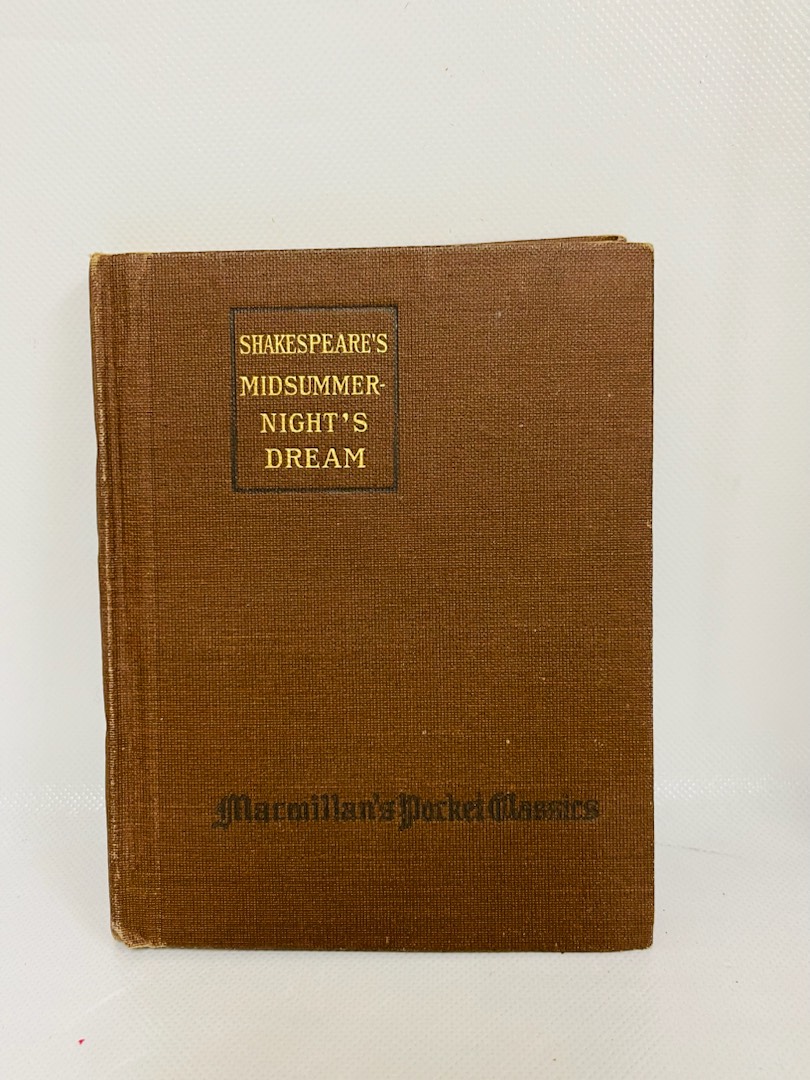 SHAKESPEARE'S
MIDSUMMER-
NIGHT'S
DREAM
Macmillan's Pocket Classics